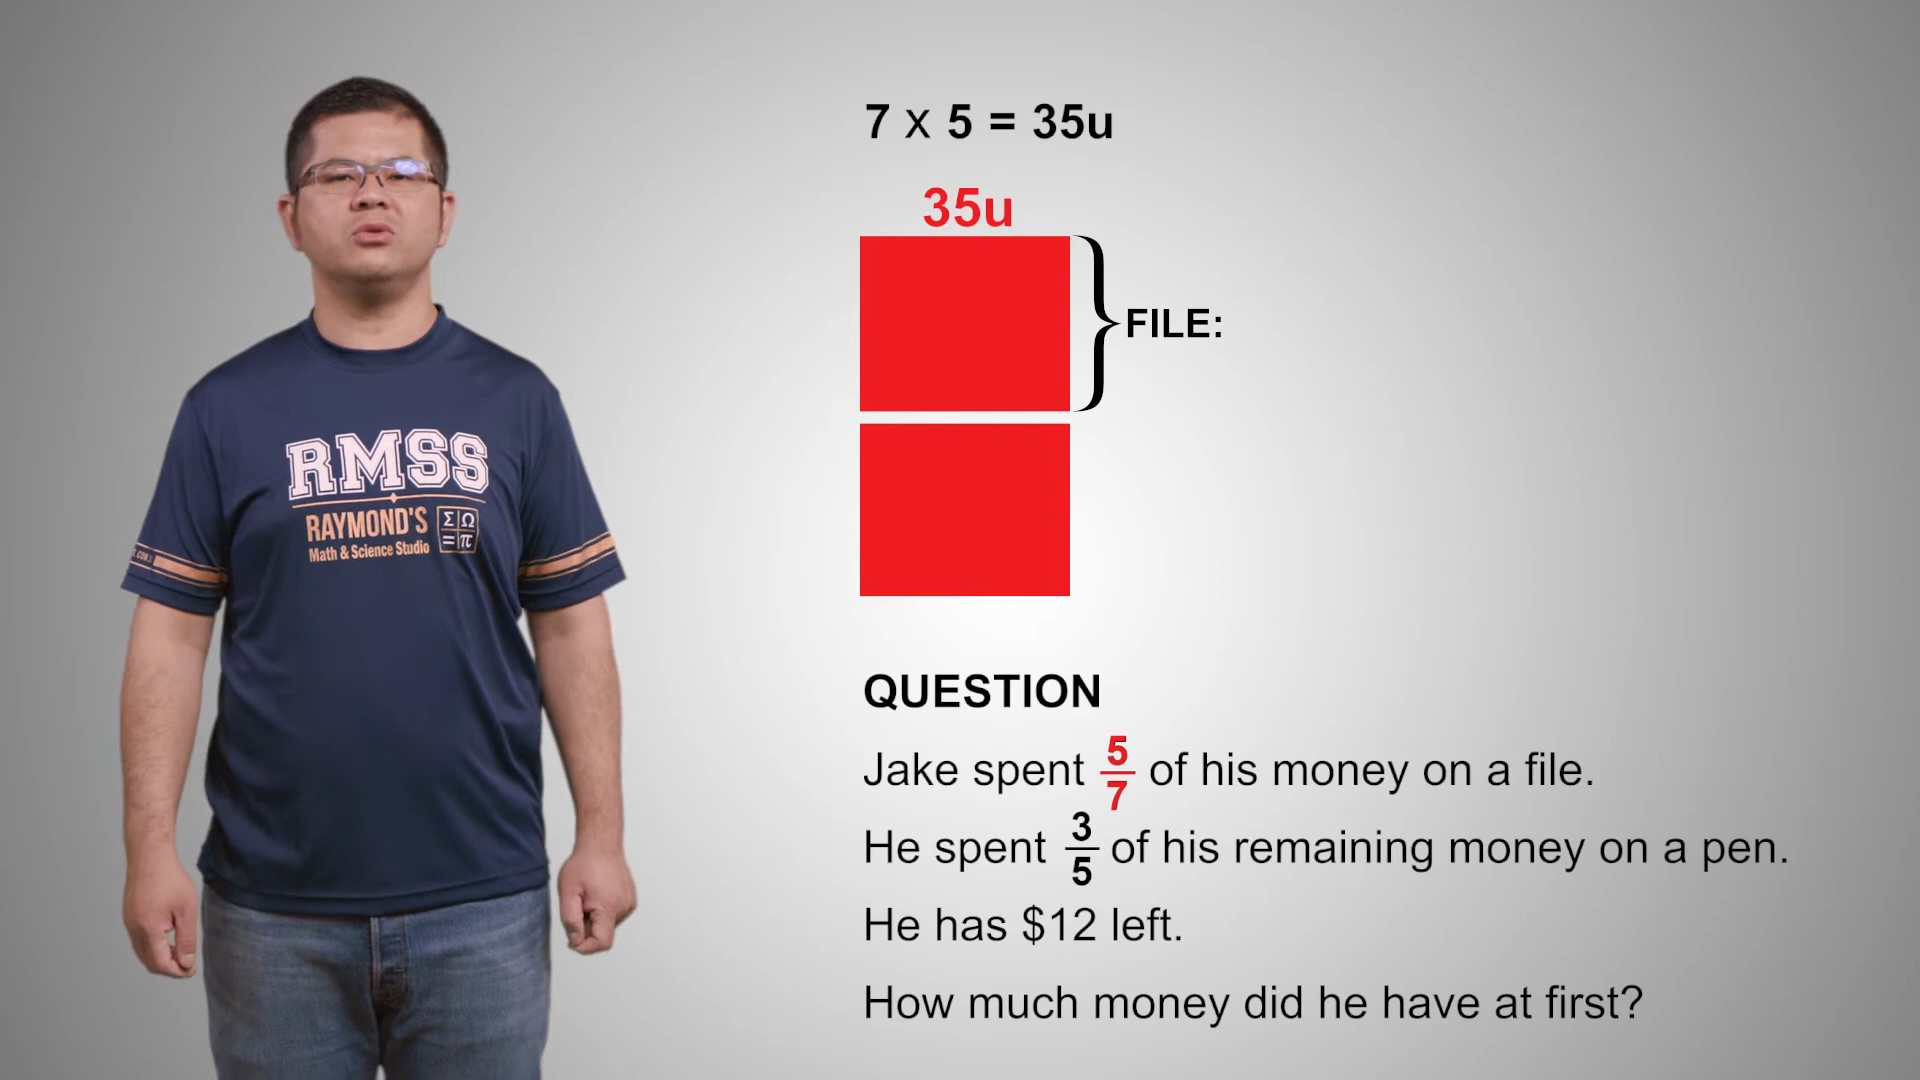 7 x 5 = 35u
35u
FILE:
RMSS
RAYMOND'S
Math & Science Studio
Σ Ω
= π
QUESTION
Jake spent 5/7 of his money on a file.
He spent 3/5 of his remaining money on a pen.
He has $12 left.
How much money did he have at first?